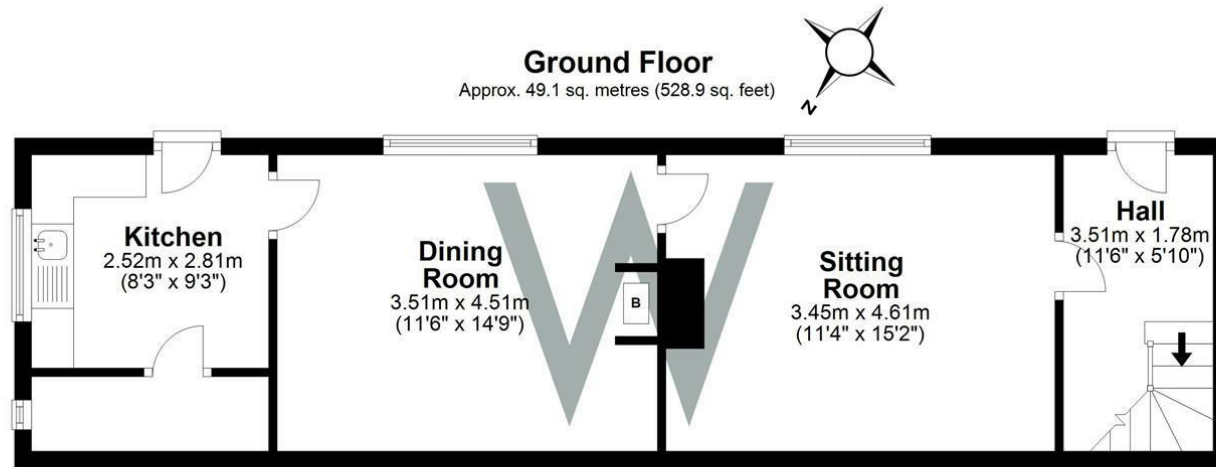 Ground Floor
Approx. 49.1 sq. metres (528.9 sq. feet)
N
Kitchen
2.52m x 2.81m
(8'3" x 9'3")
Dining
Room
3.51m x 4.51m
(11'6" x 14'9")
B
Sitting
Room
3.45m x 4.61m
(11'4" x 15'2")
Hall
3.51m x 1.78m
(11'6" x 5'10")
W